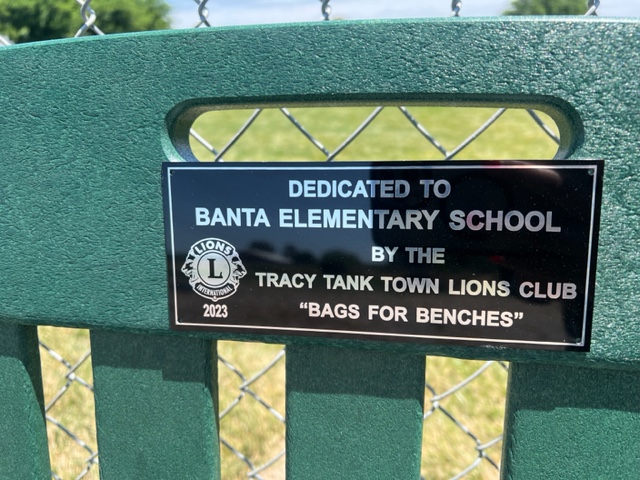 DEDICATED TO
BANTA ELEMENTARY SCHOOL
BY THE
TRACY TANK TOWN LIONS CLUB
"BAGS FOR BENCHES"
LIONS
L
INTERNATIONAL
2023